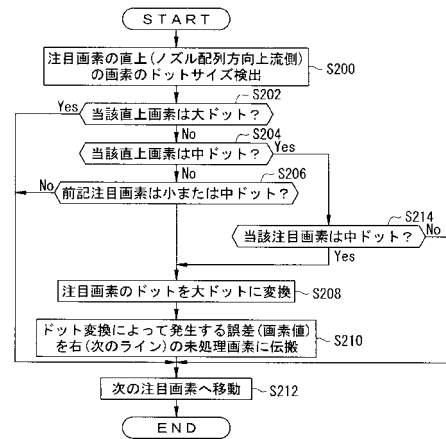 START
注目画素の直上(ノズル配列方向上流側)
の画素のドットサイズ検出
S200
S202
Yes
当該直上画素は大ドット？
No
S204
当該直上画素は中ドット？
Yes
No
S206
No
前記注目画素は小または中ドット？
S214
当該注目画素は中ドット？
No
Yes
注目画素のドットを大ドットに変換
S208
ドット変換によって発生する誤差(画素値)
を右(次のライン)の未処理画素に伝搬
S210
次の注目画素へ移動
S212
END